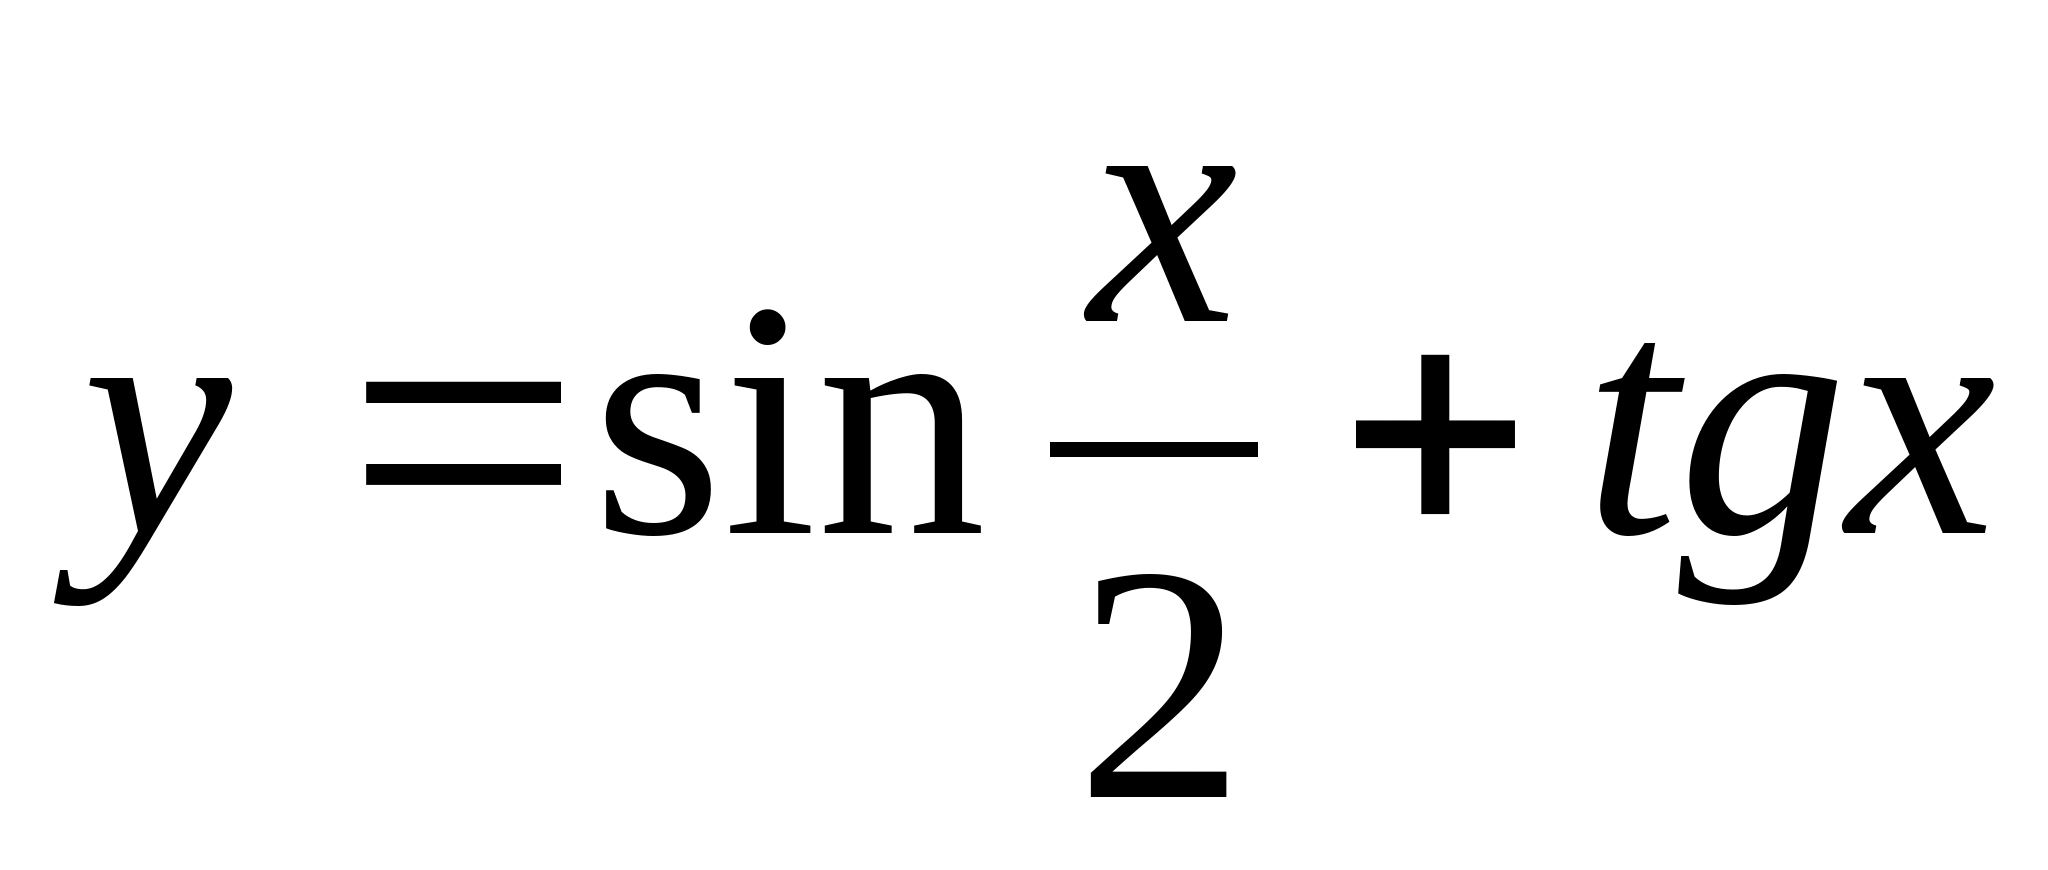 y = sin x/2 + tgx